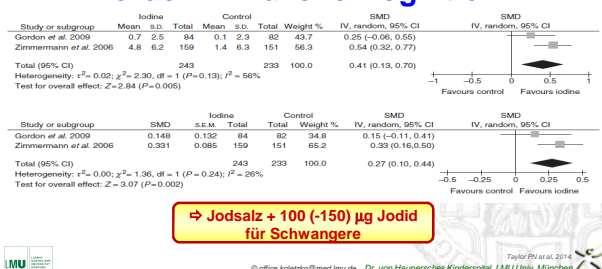 Iodine Control SMD SMD
Study or subgroup Mean S.D. Total Mean S.D. Total Weight % IV, random, 95% CI IV, random, 95% CI
Gordon et al. 2009 0.7 2.5 84 0.1 2.3 82 43.7 0.25 (−0.06, 0.55)
Zimmermann et al. 2006 4.8 6.2 159 1.4 6.3 151 56.3 0.54 (0.32, 0.77)
Total (95% CI) 243 233 100.0 0.41 (0.13, 0.70)
Heterogeneity: τ²= 0.02; χ²= 2.30, df = 1 (P=0.13); I² = 56%
Test for overall effect: Z=2.84 (P=0.005)
−1 −0.5 0 0.5 1
Favours control Favours iodine
Iodine Control SMD SMD
Study or subgroup SMD S.E.M. Total Total Weight % IV, random, 95% CI IV, random, 95% CI
Gordon et al. 2009 0.148 0.132 84 82 34.8 0.15 (−0.11, 0.41)
Zimmermann et al. 2006 0.331 0.085 159 151 65.2 0.33 (0.16,0.50)
Total (95% CI) 243 233 100.0 0.27 (0.10, 0.44)
Heterogeneity: τ²= 0.00; χ²= 1.36, df = 1 (P = 0.24); I² = 26%
Test for overall effect: Z = 3.07 (P=0.002)
−0.5 −0.25 0 0.25 0.5
Favours control Favours iodine
⇨ Jodsalz + 100 (-150) µg Jodid
für Schwangere
Taylor PN et al, 2014
LMU
© office.koletzko@med.lmu.de Dr. von Haunersches Kinderspital, LMU Univ. München